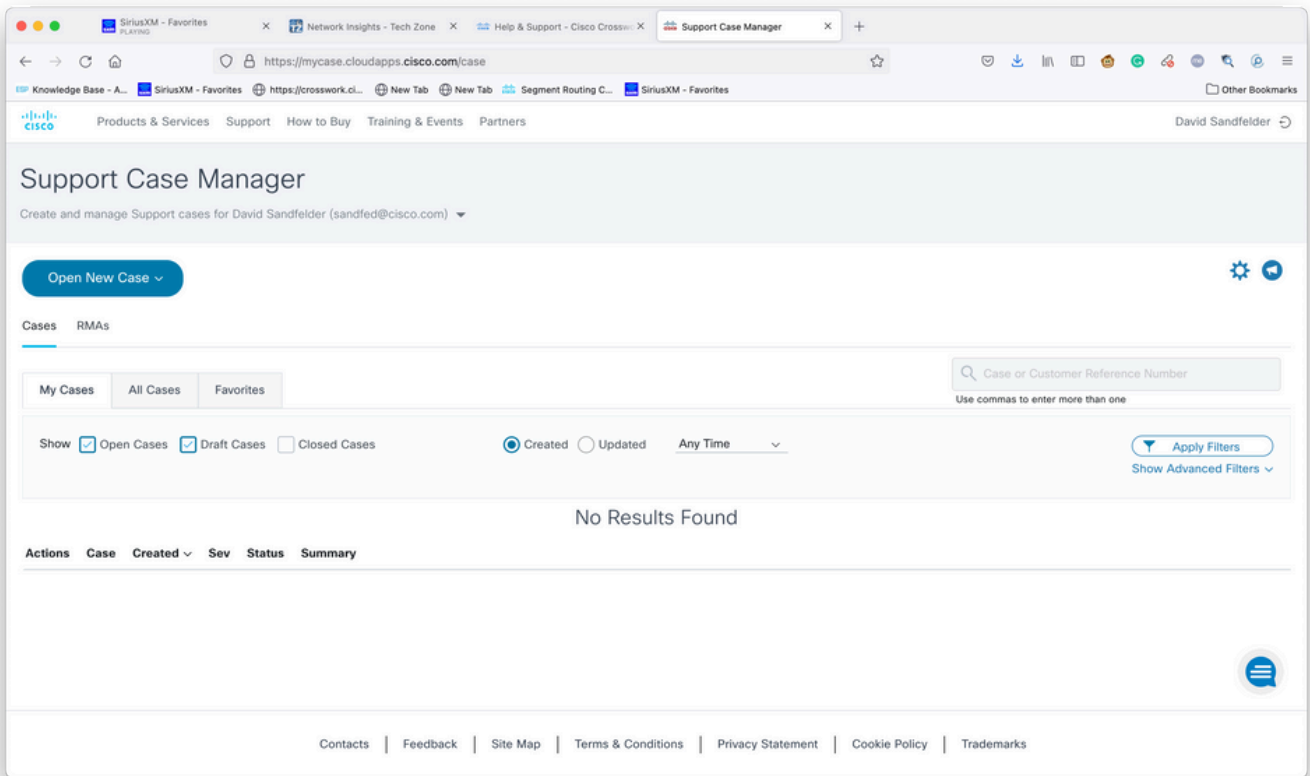 SiriusXM - Favorites
PLAYING
Network Insights - Tech Zone
Help & Support - Cisco Crossw
Support Case Manager
https://mycase.cloudapps.cisco.com/case
Knowledge Base - A...
SiriusXM - Favorites
https://crosswork.ci...
New Tab
New Tab
Segment Routing C...
SiriusXM - Favorites
Other Bookmarks
CISCO
Products & Services
Support
How to Buy
Training & Events
Partners
David Sandfelder
Support Case Manager
Create and manage Support cases for David Sandfelder (sandfed@cisco.com)
Open New Case
Cases
RMAs
My Cases
All Cases
Favorites
Case or Customer Reference Number
Use commas to enter more than one
Show
Open Cases
Draft Cases
Closed Cases
Created
Updated
Any Time
Apply Filters
Show Advanced Filters
No Results Found
Actions Case Created Sev Status Summary
Contacts | Feedback | Site Map | Terms & Conditions | Privacy Statement | Cookie Policy | Trademarks